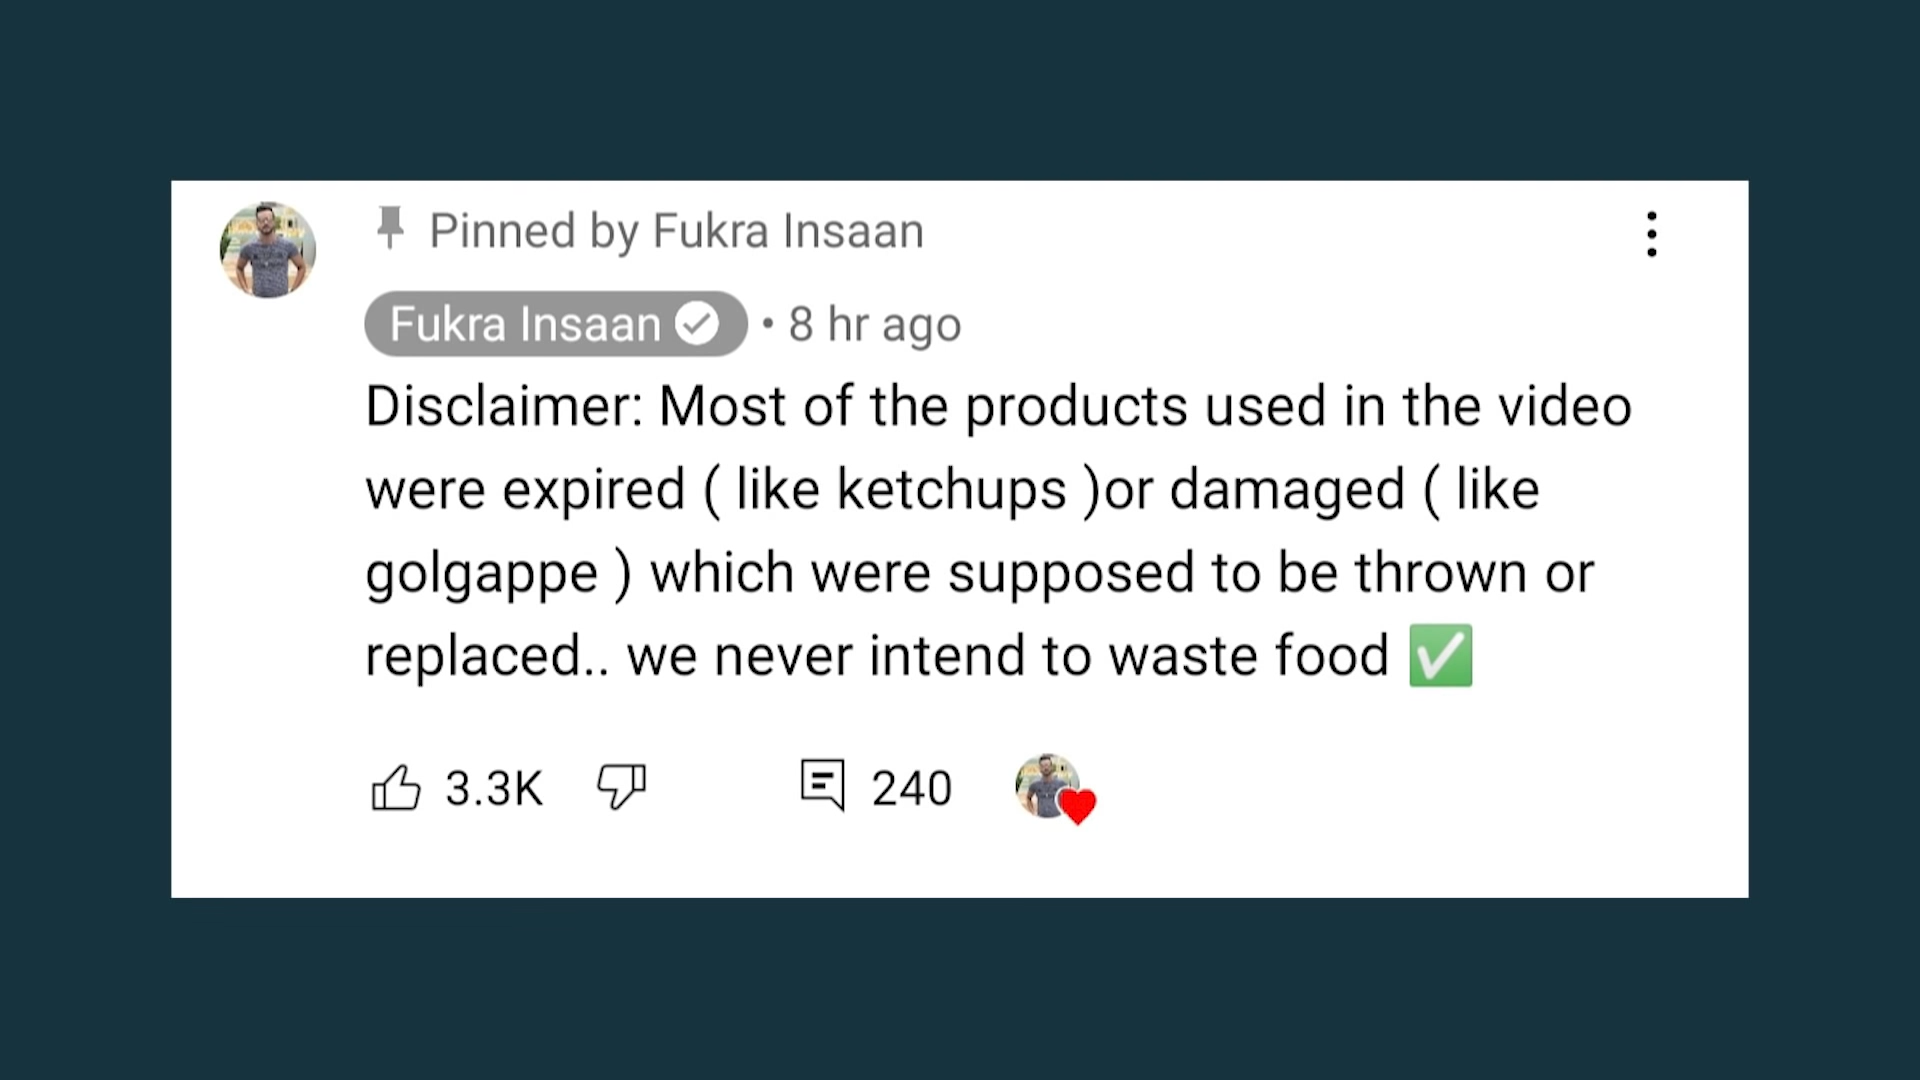 Pinned by Fukra Insaan
Fukra Insaan • 8 hr ago
Disclaimer: Most of the products used in the video
were expired ( like ketchups )or damaged ( like
golgappe ) which were supposed to be thrown or
replaced.. we never intend to waste food ✅
3.3K 240